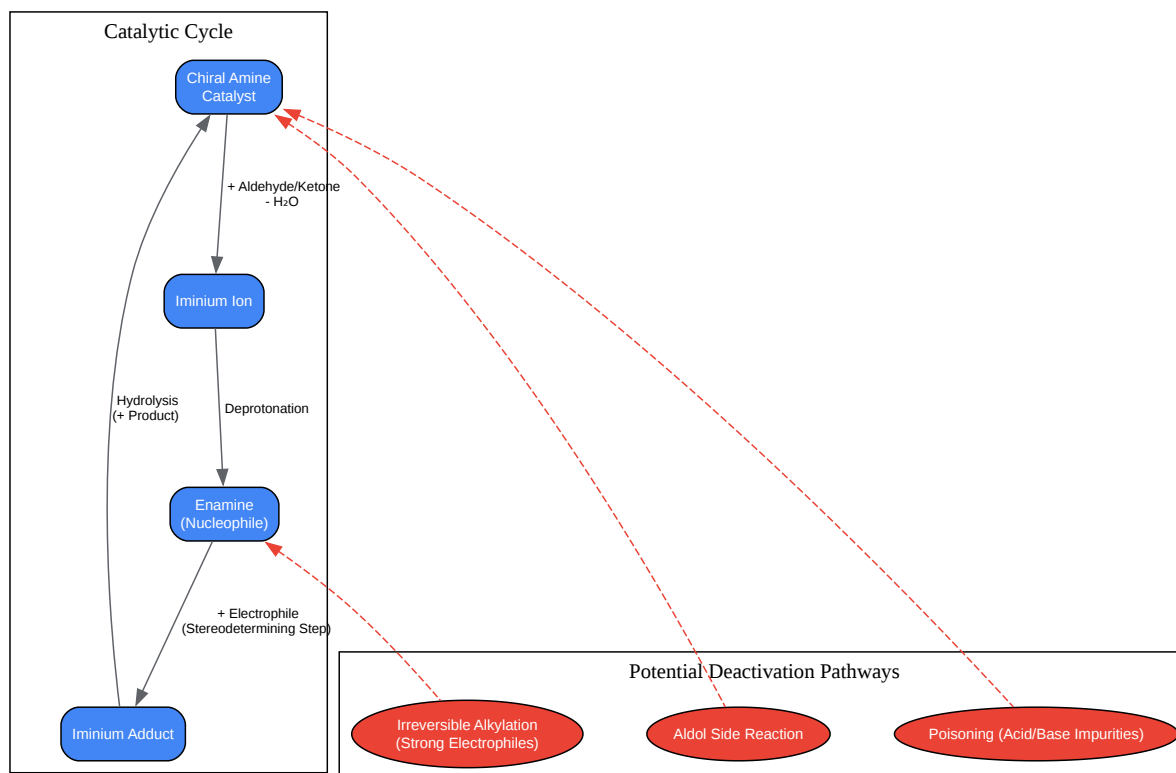 Catalytic Cycle
Chiral Amine
Catalyst
+ Aldehyde/Ketone
- H₂O
Iminium Ion
Hydrolysis
(+ Product)
Deprotonation
Enamine
(Nucleophile)
+ Electrophile
(Stereodetermining Step)
Iminium Adduct
Potential Deactivation Pathways
Irreversible Alkylation
(Strong Electrophiles)
Aldol Side Reaction
Poisoning (Acid/Base Impurities)